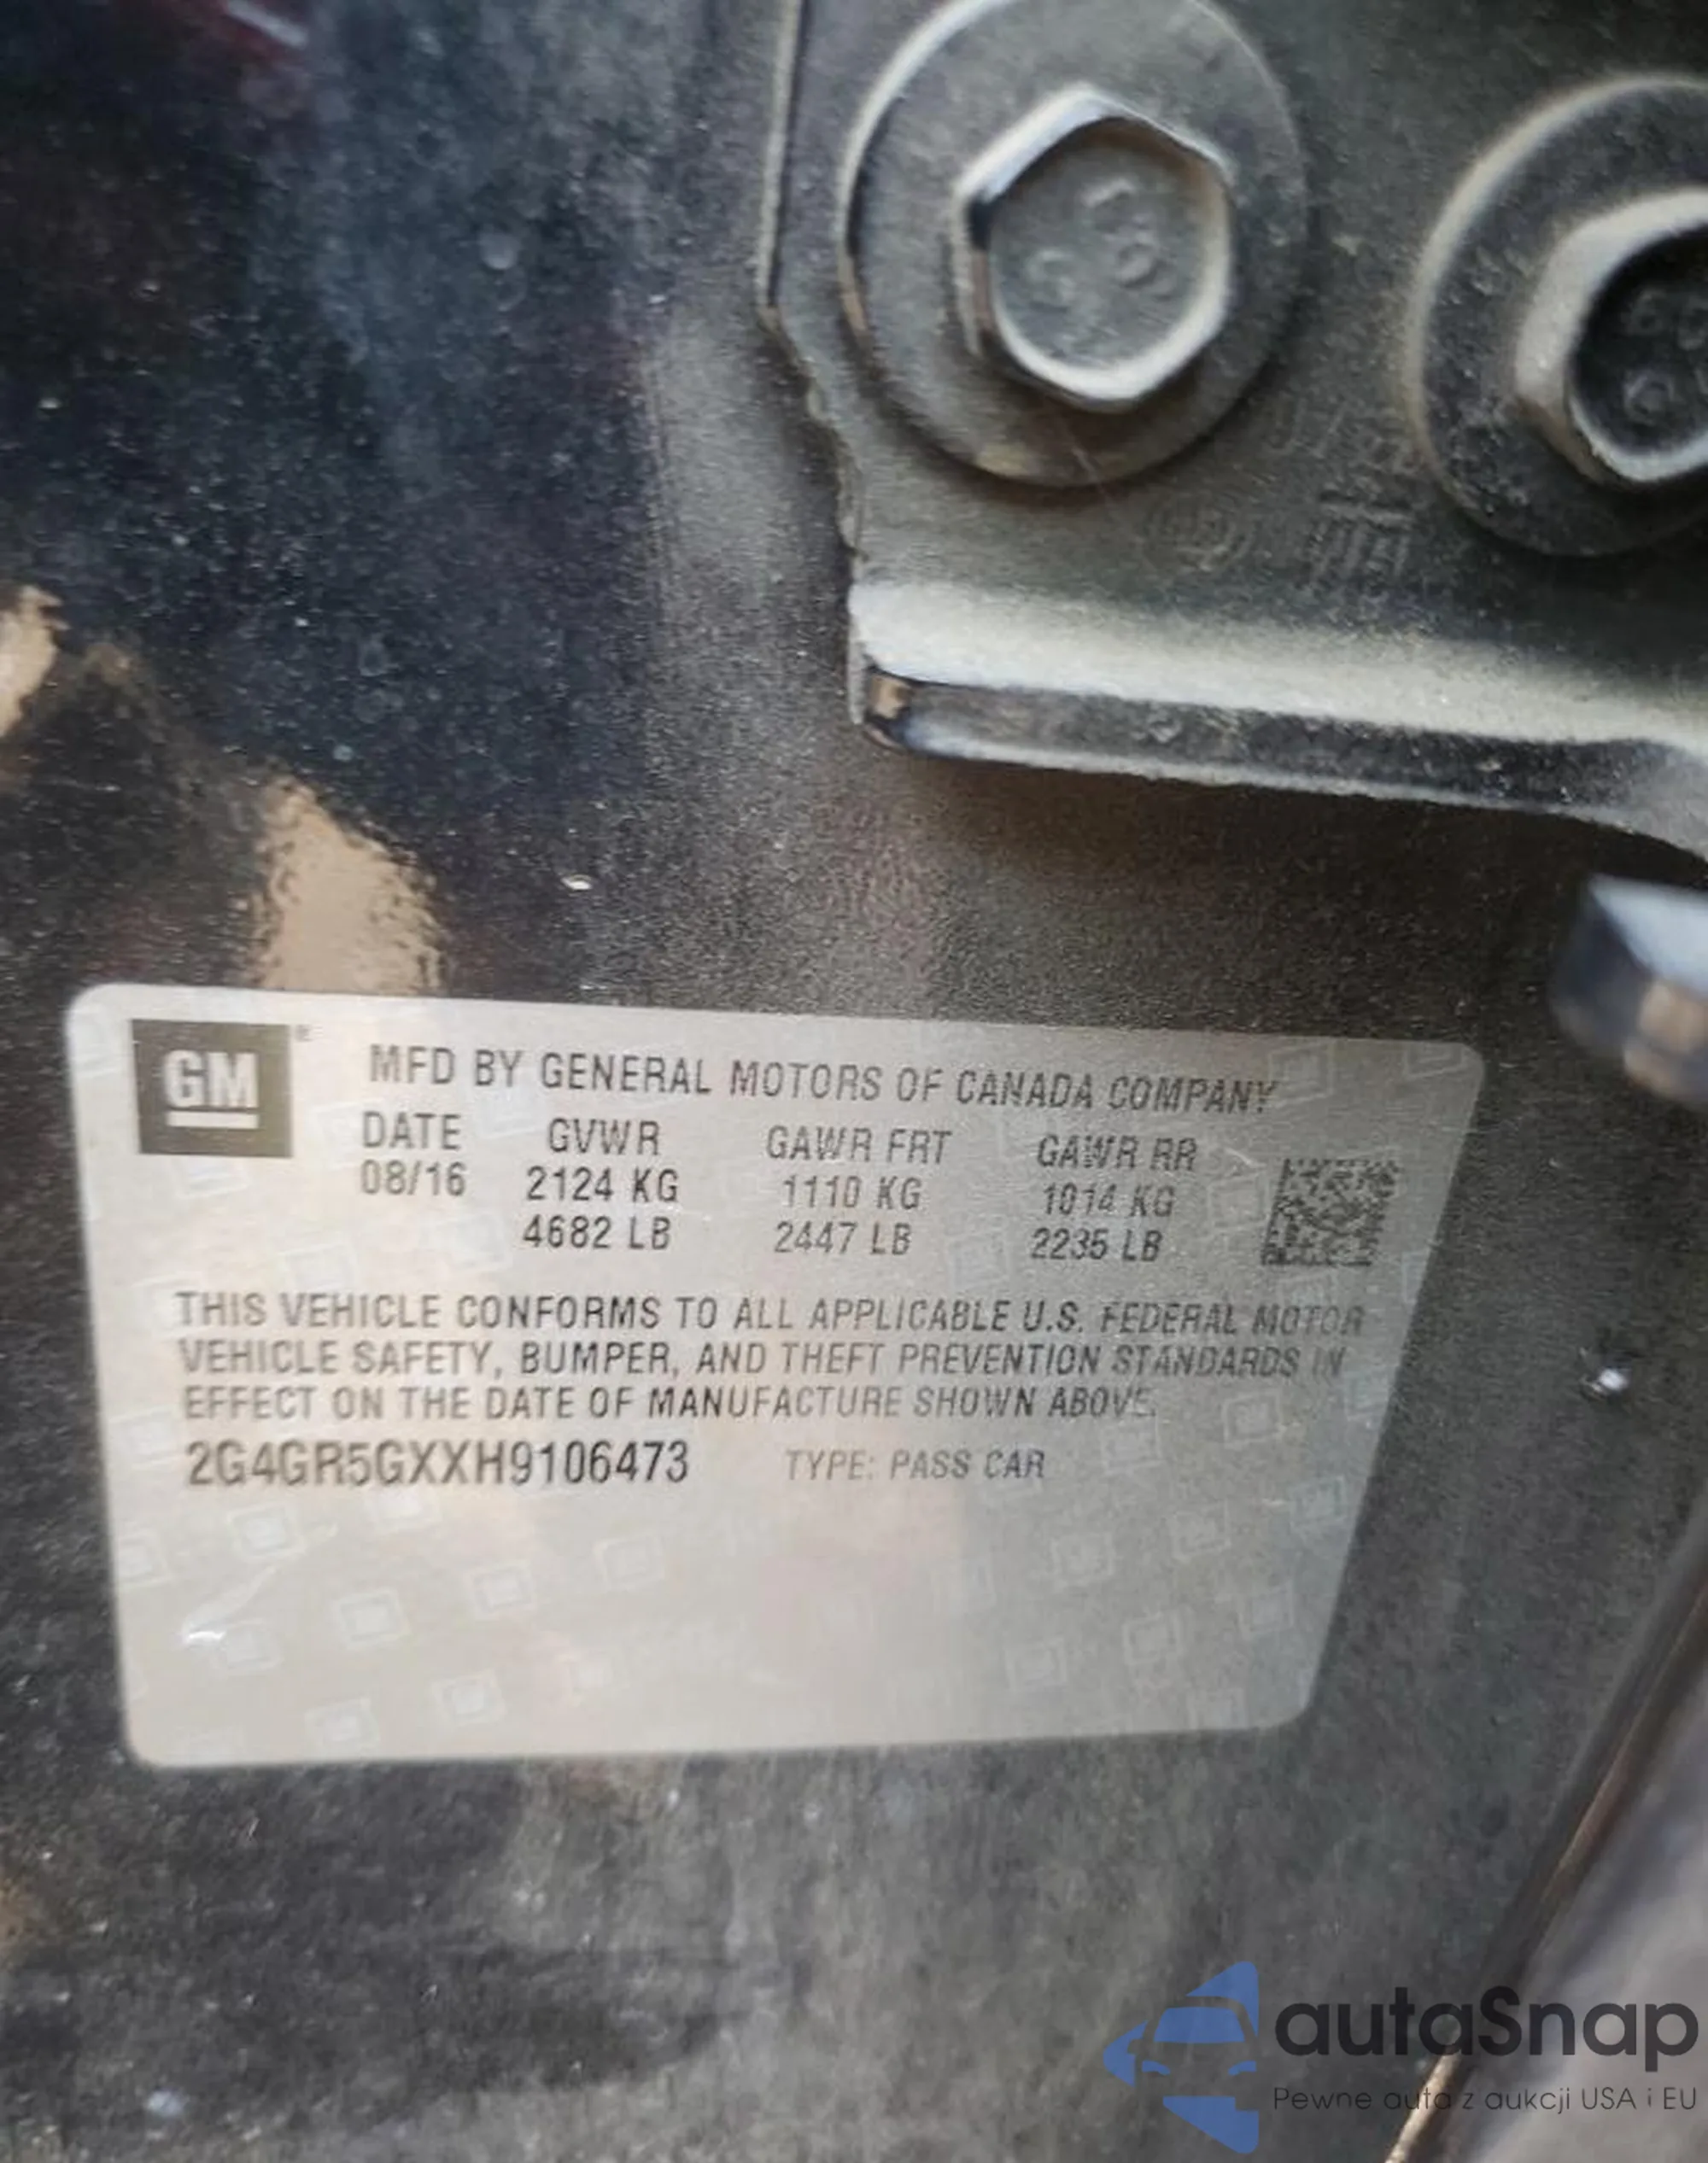 GM
MFD BY GENERAL MOTORS OF CANADA COMPANY
DATE GVWR GAWR FRT GAWR RR
08/16 2124 KG 1110 KG 1014 KG
4682 LB 2447 LB 2235 LB
THIS VEHICLE CONFORMS TO ALL APPLICABLE U.S. FEDERAL MOTOR
VEHICLE SAFETY, BUMPER, AND THEFT PREVENTION STANDARDS IN
EFFECT ON THE DATE OF MANUFACTURE SHOWN ABOVE.
2G4GR5GXXH9106473 TYPE: PASS CAR
autaSnap
Pewne auta z aukcji USA i EU